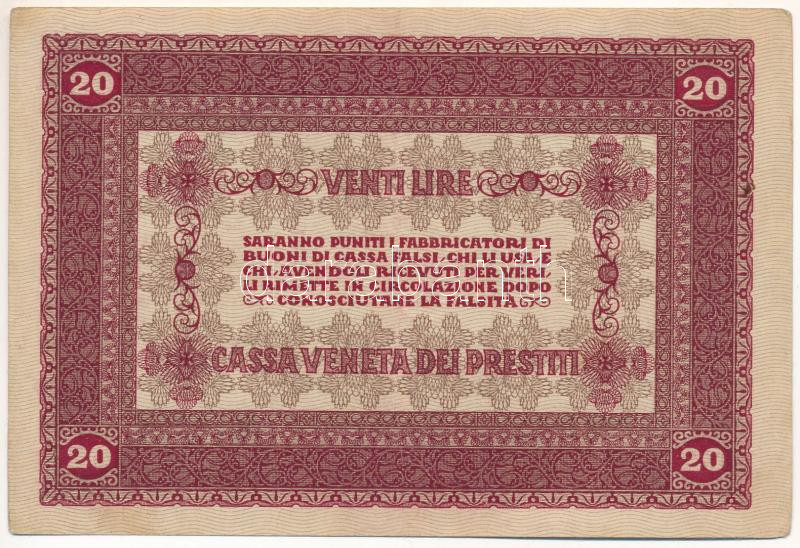 20 20
VENTI LIRE
SARANNO PUNITI I FABBRICATORI DI
BUONI DI CASSA FALSI, CHI LI USA E
CHI AVENDOLI RICEVUTI PER VERI,
LI RIMETTE IN CIRCOLAZIONE DOPO
CONOSCIUTANE LA FALSITÀ
CASSA VENETA DEI PRESTITI
20 20